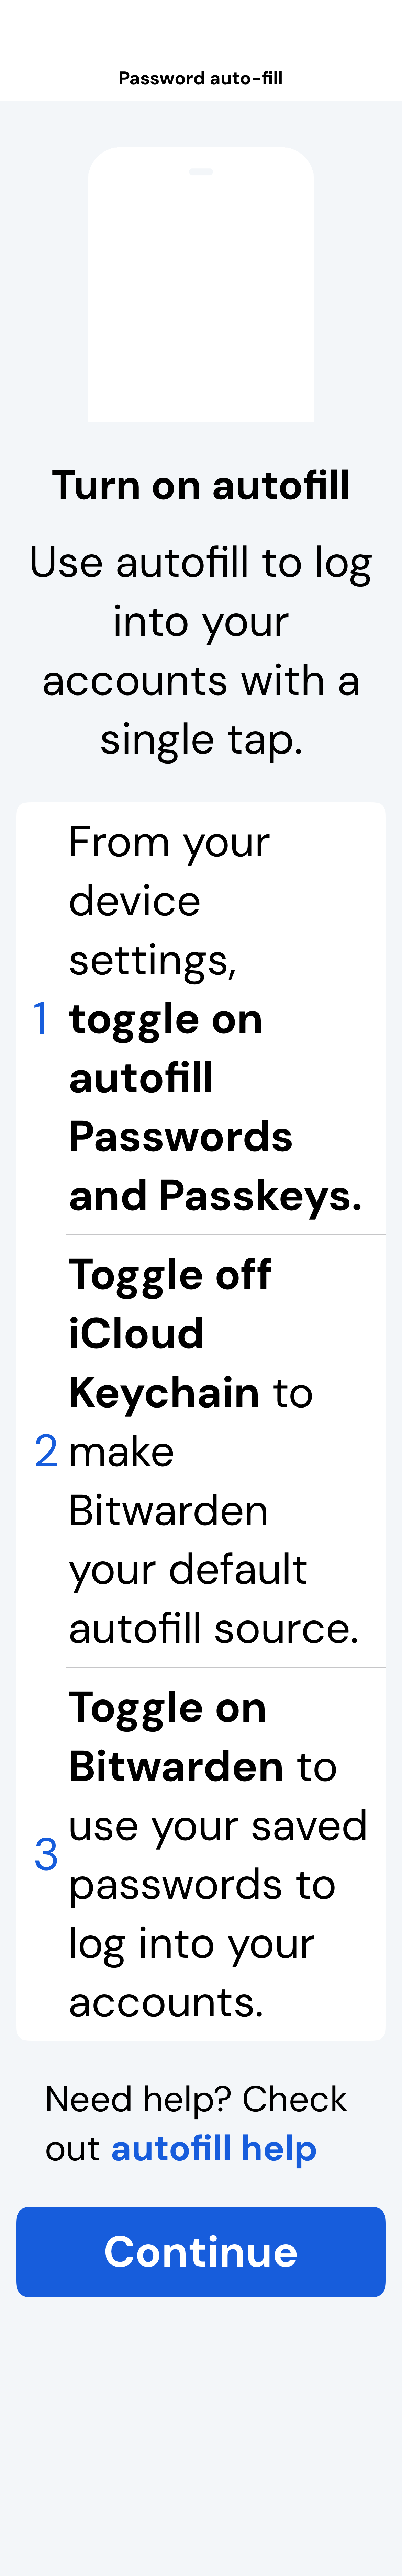 Password auto-fill
Turn on autofill
Use autofill to log
into your
accounts with a
single tap.
From your
device
settings,
1 toggle on
autofill
Passwords
and Passkeys.
Toggle off
iCloud
Keychain to
2 make
Bitwarden
your default
autofill source.
Toggle on
Bitwarden to
use your saved
3 passwords to
log into your
accounts.
Need help? Check
out autofill help
Continue